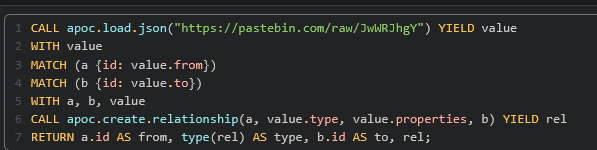 1 CALL apoc.load.json("https://pastebin.com/raw/JwWRJhgY") YIELD value
2 WITH value
3 MATCH (a {id: value.from})
4 MATCH (b {id: value.to})
5 WITH a, b, value
6 CALL apoc.create.relationship(a, value.type, value.properties, b) YIELD rel
7 RETURN a.id AS from, type(rel) AS type, b.id AS to, rel;